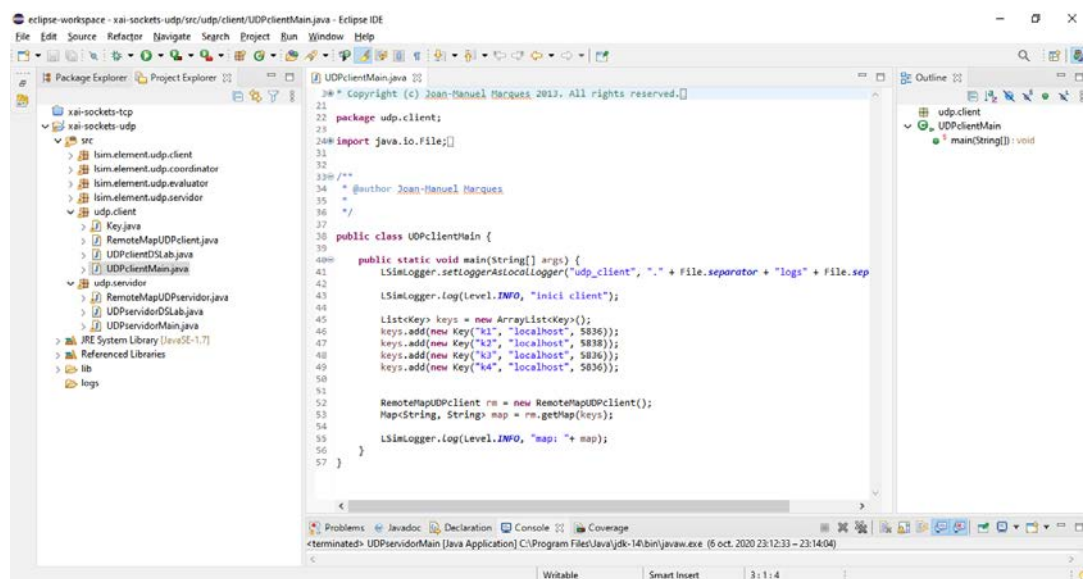 eclipse-workspace - xai-sockets-udp/src/udp/client/UDPclientMain.java - Eclipse IDE
File Edit Source Refactor Navigate Search Project Run Window Help
Package Explorer Project Explorer
xai-sockets-tcp
xai-sockets-udp
src
lsim.element.udp.client
lsim.element.udp.coordinator
lsim.element.udp.evaluator
lsim.element.udp.servidor
udp.client
Key.java
RemoteMapUDPclient.java
UDPclientDSLab.java
UDPclientMain.java
udp.servidor
RemoteMapUDPservidor.java
UDPservidorDSLab.java
UDPservidorMain.java
JRE System Library [JavaSE-1.7]
Referenced Libraries
lib
logs
UDPclientMain.java
3 * Copyright (c) Joan-Manuel Marques 2013. All rights reserved.
21
22 package udp.client;
23
24 import java.io.File;
31
32
33 /**
34 * @author Joan-Manuel Marques
35 *
36 */
37
38 public class UDPclientMain {
39
40 public static void main(String[] args) {
41 LSimLogger.setLoggerAsLocalLogger("udp_client", "." + File.separator + "logs" + File.sep
42
43 LSimLogger.log(Level.INFO, "inici client");
44
45 List<Key> keys = new ArrayList<Key>();
46 keys.add(new Key("k1", "localhost", 5836));
47 keys.add(new Key("k2", "localhost", 5838));
48 keys.add(new Key("k3", "localhost", 5836));
49 keys.add(new Key("k4", "localhost", 5836));
50
51
52 RemoteMapUDPclient rm = new RemoteMapUDPclient();
53 Map<String, String> map = rm.getMap(keys);
54
55 LSimLogger.log(Level.INFO, "map: "+ map);
56 }
57 }
Outline
udp.client
UDPclientMain
main(String[]) : void
Problems Javadoc Declaration Console Coverage
<terminated> UDPservidorMain [Java Application] C:\Program Files\Java\jdk-14\bin\javaw.exe (6 oct. 2020 23:12:33 – 23:14:04)
Writable Smart Insert 3 : 1 : 4